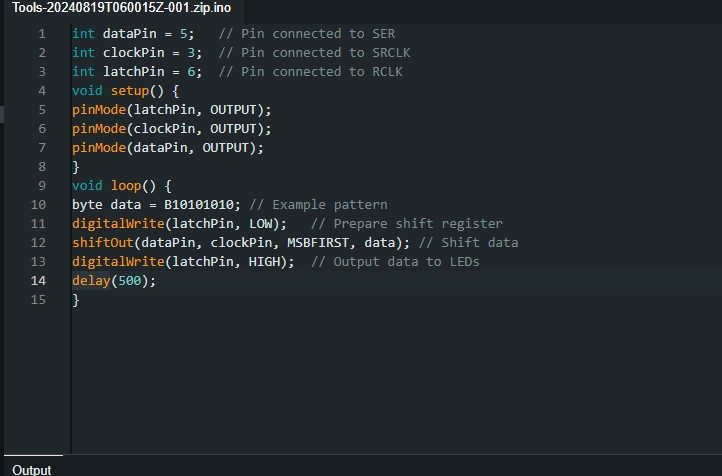 Tools-20240819T060015Z-001.zip.ino
1 int dataPin = 5; // Pin connected to SER
2 int clockPin = 3; // Pin connected to SRCLK
3 int latchPin = 6; // Pin connected to RCLK
4 void setup() {
5 pinMode(latchPin, OUTPUT);
6 pinMode(clockPin, OUTPUT);
7 pinMode(dataPin, OUTPUT);
8 }
9 void loop() {
10 byte data = B10101010; // Example pattern
11 digitalWrite(latchPin, LOW); // Prepare shift register
12 shiftOut(dataPin, clockPin, MSBFIRST, data); // Shift data
13 digitalWrite(latchPin, HIGH); // Output data to LEDs
14 delay(500);
15 }
Output